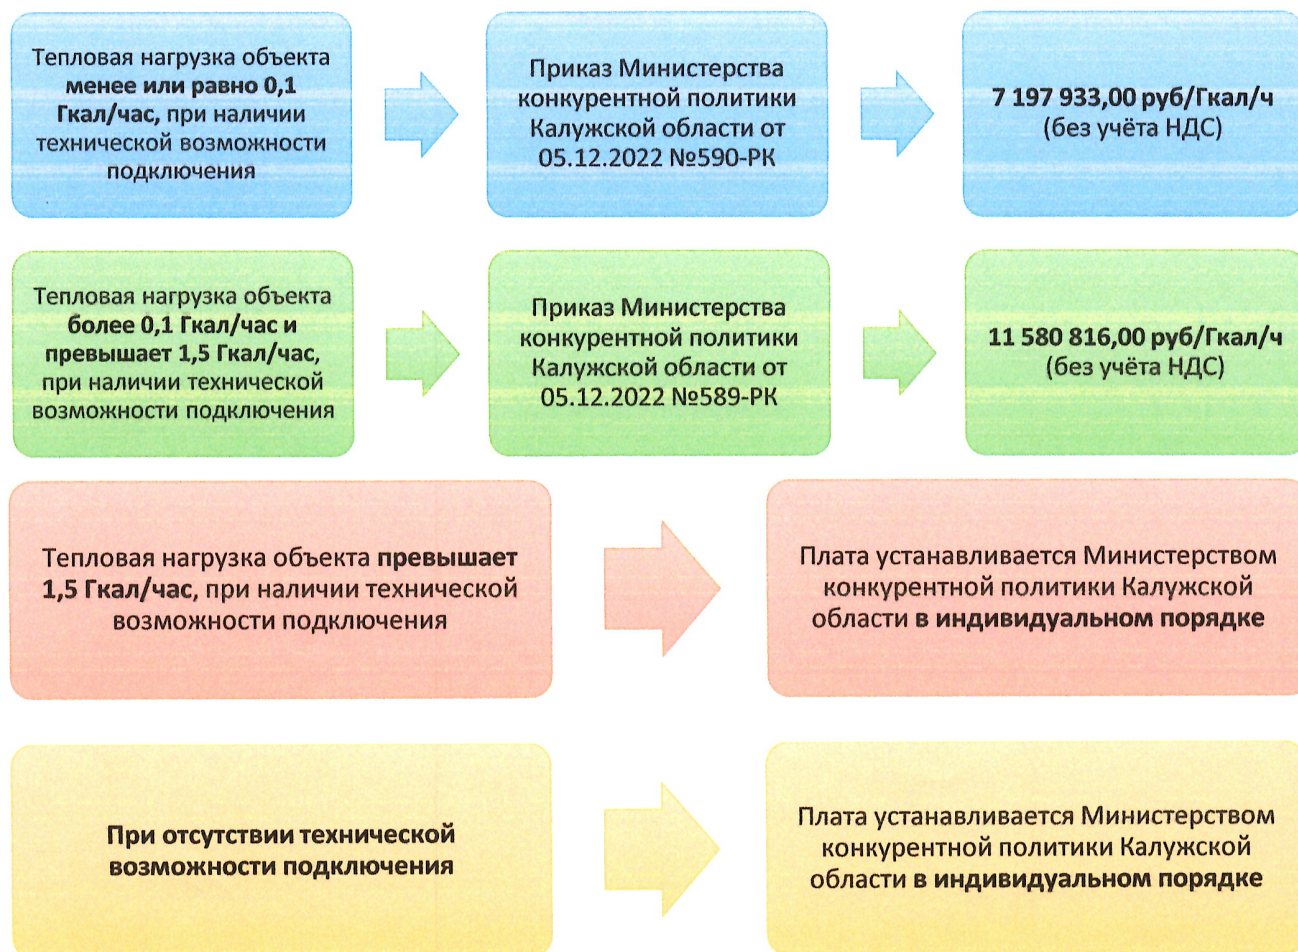 Тепловая нагрузка объекта
менее или равно 0,1
Гкал/час, при наличии
технической возможности
подключения
Приказ Министерства
конкурентной политики
Калужской области от
05.12.2022 №590-РК
7 197 933,00 руб/Гкал/ч
(без учёта НДС)
Тепловая нагрузка объекта
более 0,1 Гкал/час и
превышает 1,5 Гкал/час,
при наличии технической
возможности подключения
Приказ Министерства
конкурентной политики
Калужской области от
05.12.2022 №589-РК
11 580 816,00 руб/Гкал/ч
(без учёта НДС)
Тепловая нагрузка объекта превышает
1,5 Гкал/час, при наличии технической
возможности подключения
Плата устанавливается Министерством
конкурентной политики Калужской
области в индивидуальном порядке
При отсутствии технической
возможности подключения
Плата устанавливается Министерством
конкурентной политики Калужской
области в индивидуальном порядке